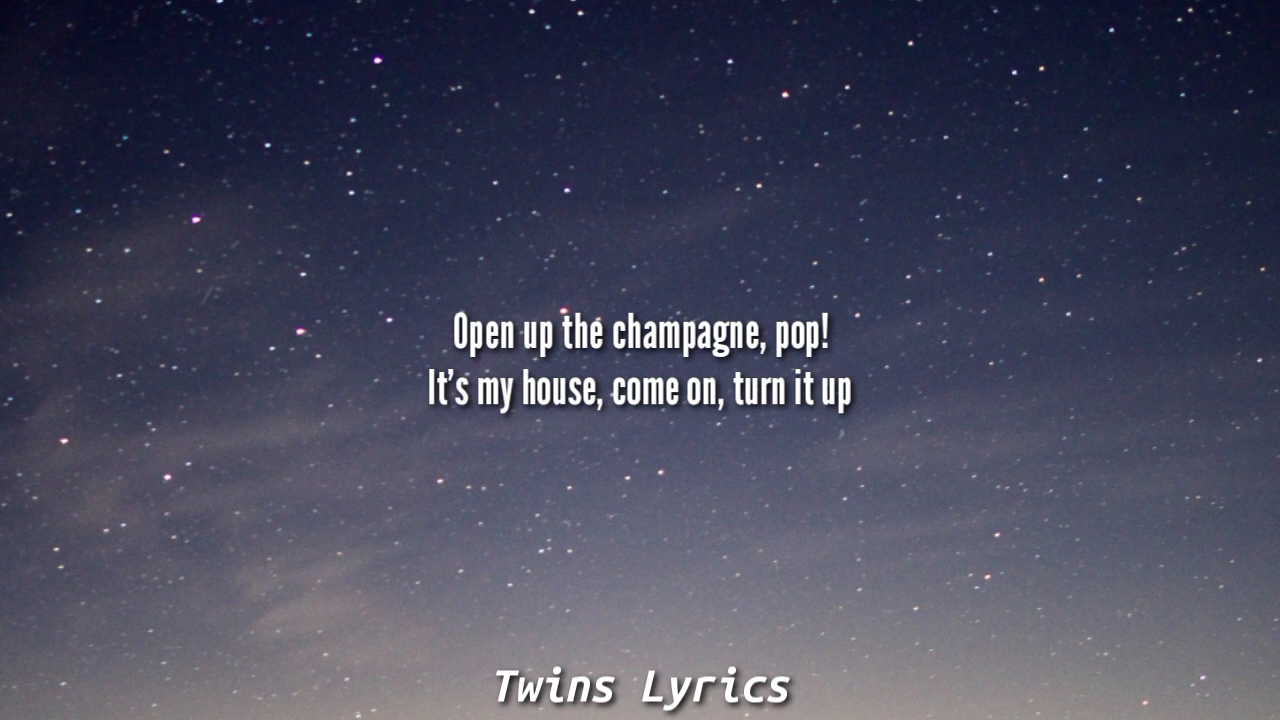 Open up the champagne, pop!
It's my house, come on, turn it up
Twins Lyrics